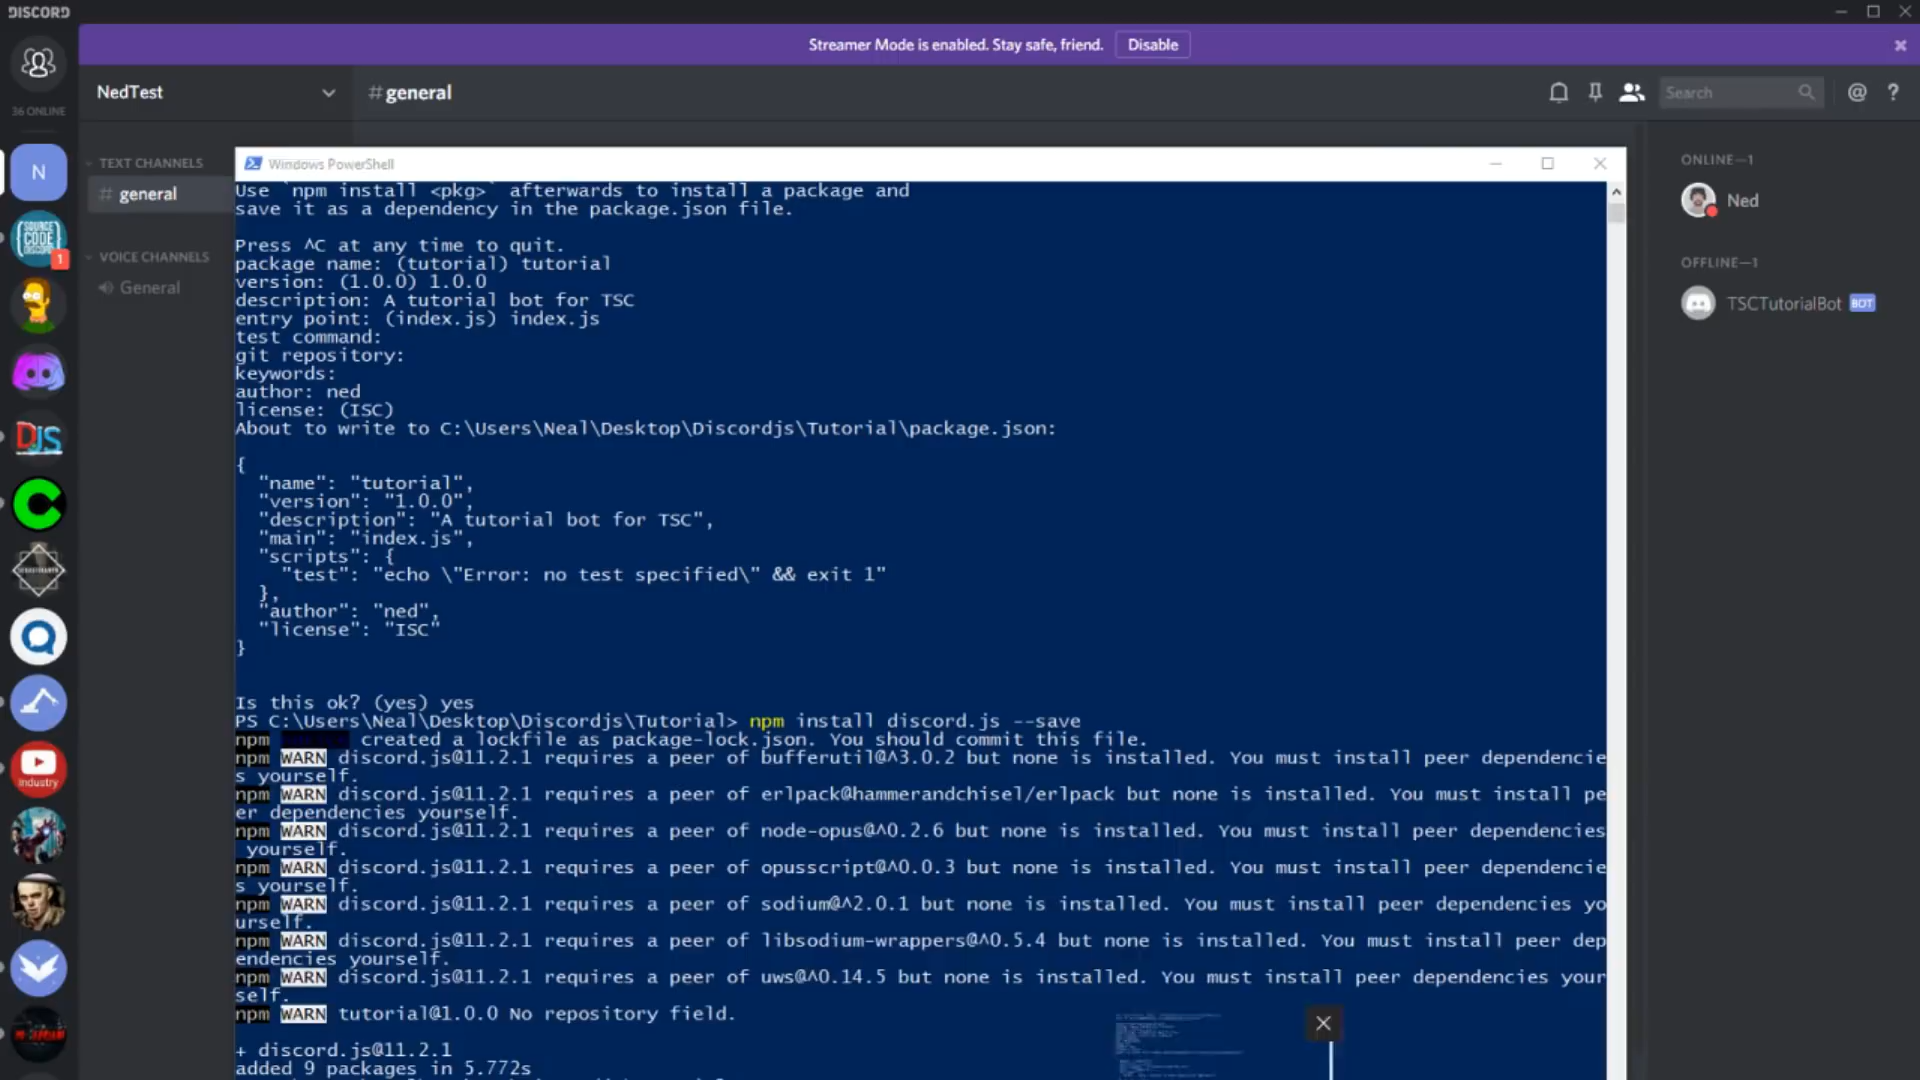 DISCORD
Streamer Mode is enabled. Stay safe, friend. Disable
36 ONLINE
NedTest
#general
Search
@ ?
TEXT CHANNELS
# general
VOICE CHANNELS
General
N
SOURCE
CODE
DISCORD
1
DJS
C
Industry
Windows PowerShell
Use `npm install <pkg>` afterwards to install a package and
save it as a dependency in the package.json file.
Press ^C at any time to quit.
package name: (tutorial) tutorial
version: (1.0.0) 1.0.0
description: A tutorial bot for TSC
entry point: (index.js) index.js
test command:
git repository:
keywords:
author: ned
license: (ISC)
About to write to C:\Users\Neal\Desktop\Discordjs\Tutorial\package.json:
{
"name": "tutorial",
"version": "1.0.0",
"description": "A tutorial bot for TSC",
"main": "index.js",
"scripts": {
"test": "echo \"Error: no test specified\" && exit 1"
},
"author": "ned",
"license": "ISC"
}
Is this ok? (yes) yes
PS C:\Users\Neal\Desktop\Discordjs\Tutorial> npm install discord.js --save
npm created a lockfile as package-lock.json. You should commit this file.
npm WARN discord.js@11.2.1 requires a peer of bufferutil@^3.0.2 but none is installed. You must install peer dependencie
s yourself.
npm WARN discord.js@11.2.1 requires a peer of erlpack@hammerandchisel/erlpack but none is installed. You must install pe
er dependencies yourself.
npm WARN discord.js@11.2.1 requires a peer of node-opus@^0.2.6 but none is installed. You must install peer dependencies
yourself.
npm WARN discord.js@11.2.1 requires a peer of opusscript@^0.0.3 but none is installed. You must install peer dependencie
s yourself.
npm WARN discord.js@11.2.1 requires a peer of sodium@^2.0.1 but none is installed. You must install peer dependencies yo
urself.
npm WARN discord.js@11.2.1 requires a peer of libsodium-wrappers@^0.5.4 but none is installed. You must install peer dep
endencies yourself.
npm WARN discord.js@11.2.1 requires a peer of uws@^0.14.5 but none is installed. You must install peer dependencies your
self.
npm WARN tutorial@1.0.0 No repository field.
+ discord.js@11.2.1
added 9 packages in 5.772s
ONLINE—1
Ned
OFFLINE—1
TSCTutorialBot BOT